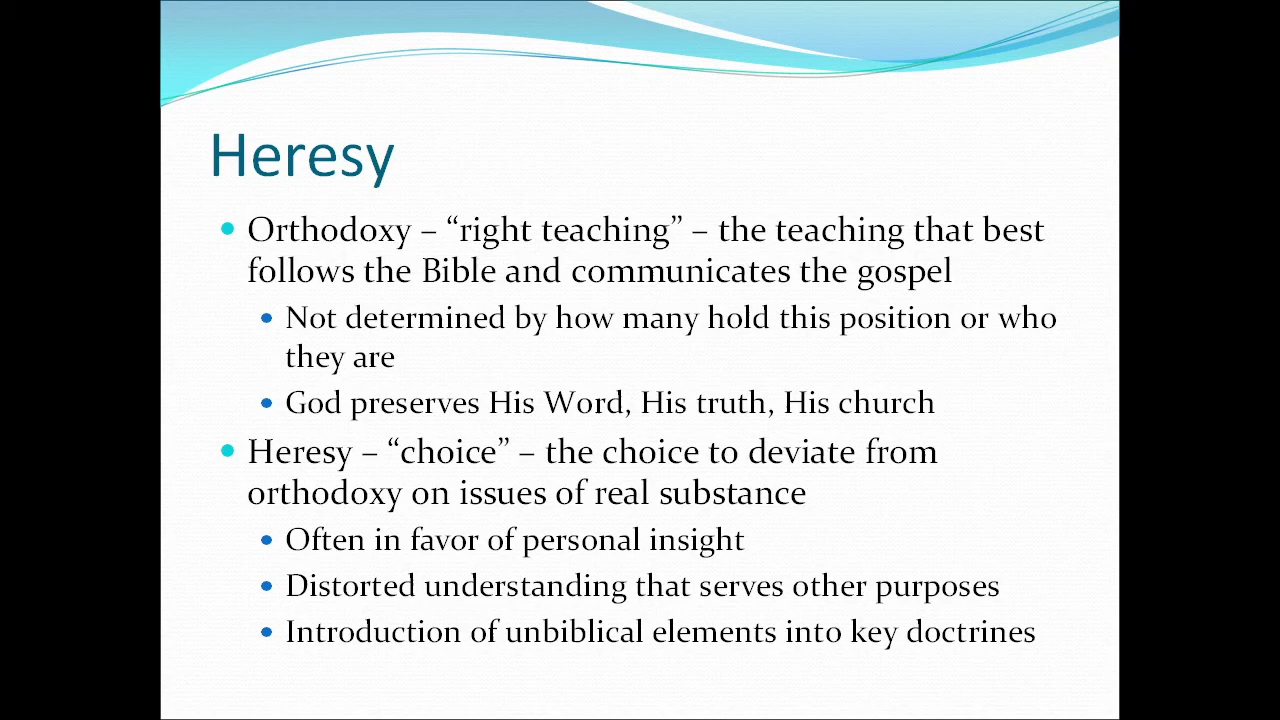 Heresy
• Orthodoxy – “right teaching” – the teaching that best
follows the Bible and communicates the gospel
• Not determined by how many hold this position or who
they are
• God preserves His Word, His truth, His church
• Heresy – “choice” – the choice to deviate from
orthodoxy on issues of real substance
• Often in favor of personal insight
• Distorted understanding that serves other purposes
• Introduction of unbiblical elements into key doctrines